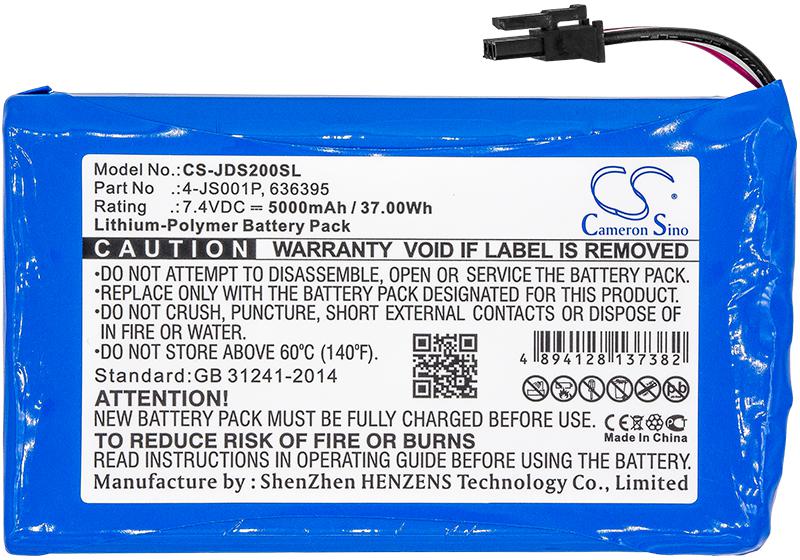 Model No.:CS-JDS200SL
Part No .:4-JS001P, 636395
Rating :7.4VDC ⎓ 5000mAh / 37.00Wh
Lithium-Polymer Battery Pack
CS
Cameron Sino
CAUTION WARRANTY VOID IF LABEL IS REMOVED
•DO NOT ATTEMPT TO DISASSEMBLE, OPEN OR SERVICE THE BATTERY PACK.
•REPLACE ONLY WITH THE BATTERY PACK DESIGNATED FOR THIS PRODUCT.
•DO NOT CRUSH, PUNCTURE, SHORT EXTERNAL CONTACTS OR DISPOSE OF
IN FIRE OR WATER.
•DO NOT STORE ABOVE 60°C (140°F).
Standard:GB 31241-2014
4 894128 137382
Pb
ATTENTION!
NEW BATTERY PACK MUST BE FULLY CHARGED BEFORE USE.
CE
Made In China
TO REDUCE RISK OF FIRE OR BURNS
READ INSTRUCTIONS IN OPERATING GUIDE BEFORE INSTALLATION
Manufacture by : ShenZhen HENZENS Technology Co., Limited